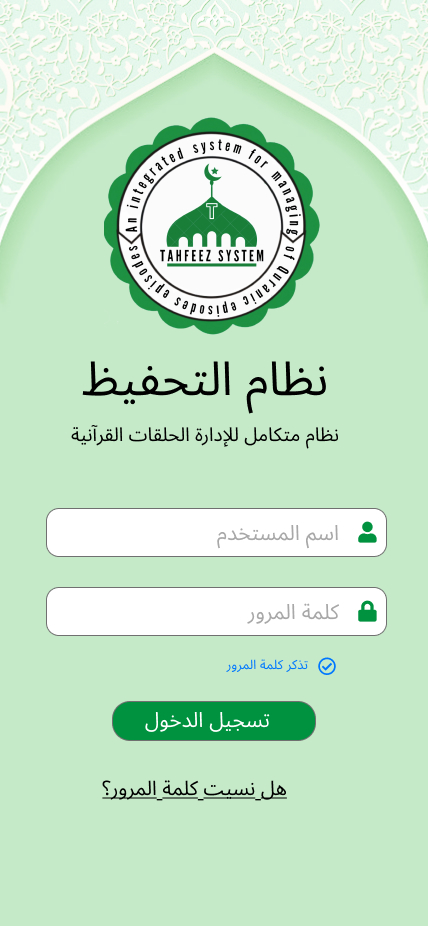 An integrated system for managing
of Quranic episodes episodes
T
TAHFEEZ SYSTEM
نظام التحفيظ
نظام متكامل للإدارة الحلقات القرآنية
اسم المستخدم
كلمة المرور
تذكر كلمة المرور
تسجيل الدخول
هل نسيت كلمة المرور؟